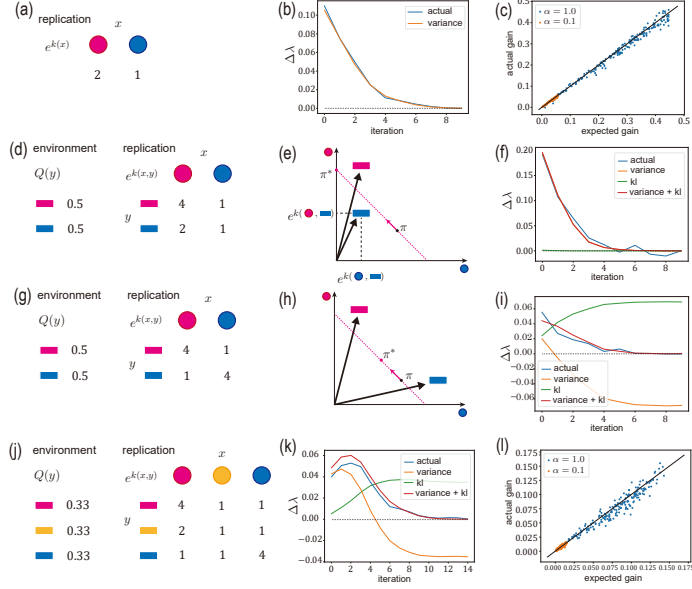 (a)
x
replication
e^{k(x)}
2 1
(b)
Δλ
0.10
0.08
0.06
0.04
0.02
0.00
0 2 4 6 8
iteration
actual
variance
(c)
actual gain
0.5
0.4
0.3
0.2
0.1
0.0
0.0 0.1 0.2 0.3 0.4 0.5
expected gain
α = 1.0
α = 0.1
(d)
environment replication x
Q(y) e^{k(x,y)}
0.5 y 4 1
0.5 2 1
(e)
π*
π
e^{k( , )}
e^{k( , )}
(f)
Δλ
0.20
0.15
0.10
0.05
0.00
0 2 4 6 8
iteration
actual
variance
kl
variance + kl
(g)
environment replication x
Q(y) e^{k(x,y)}
0.5 y 4 1
0.5 1 4
(h)
π*
π
(i)
Δλ
0.06
0.04
0.02
0.00
−0.02
−0.04
−0.06
0 2 4 6 8
iteration
actual
variance
kl
variance + kl
(j)
environment replication x
Q(y) e^{k(x,y)}
0.33 4 1 1
0.33 y 2 1 1
0.33 1 1 4
(k)
Δλ
0.06
0.04
0.02
0.00
−0.02
−0.04
0 2 4 6 8 10 12 14
iteration
actual
variance
kl
variance + kl
(l)
actual gain
0.175
0.150
0.125
0.100
0.075
0.050
0.025
0.000
0.000 0.025 0.050 0.075 0.100 0.125 0.150 0.175
expected gain
α = 1.0
α = 0.1